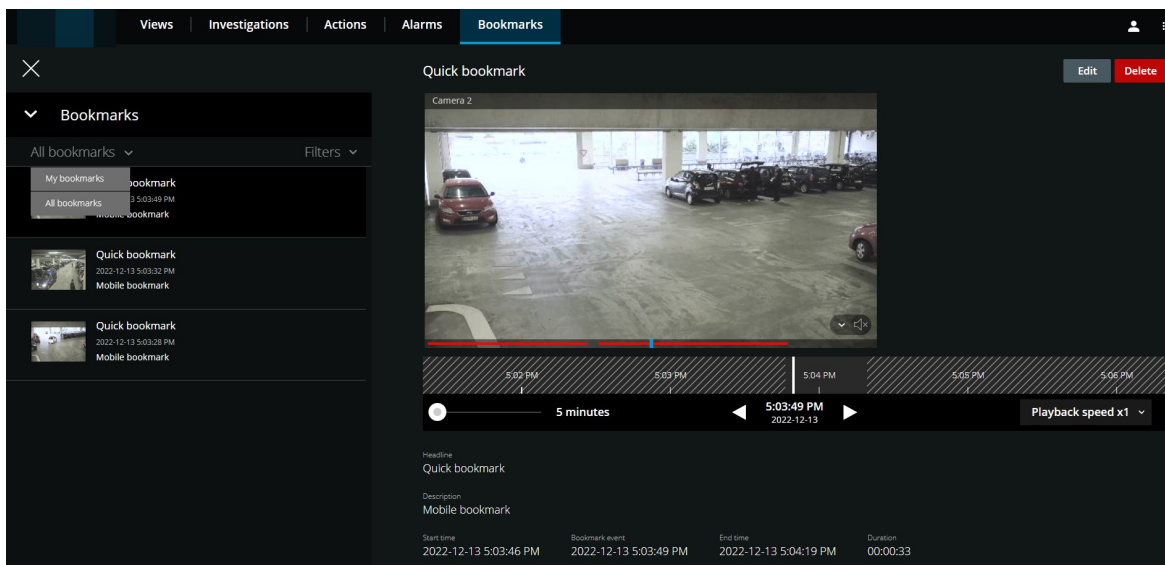 Views
Investigations
Actions
Alarms
Bookmarks
Quick bookmark
Edit
Delete
Bookmarks
All bookmarks
Filters
My bookmarks
All bookmarks
bookmark
3 5:03:49 PM
Mobile bookmark
Quick bookmark
2022-12-13 5:03:32 PM
Mobile bookmark
Quick bookmark
2022-12-13 5:03:28 PM
Mobile bookmark
Camera 2
5:02 PM 5:03 PM 5:04 PM 5:05 PM 5:06 PM
5 minutes
5:03:49 PM
2022-12-13
Playback speed x1
Headline
Quick bookmark
Description
Mobile bookmark
Start time Bookmark event End time Duration
2022-12-13 5:03:46 PM 2022-12-13 5:03:49 PM 2022-12-13 5:04:19 PM 00:00:33